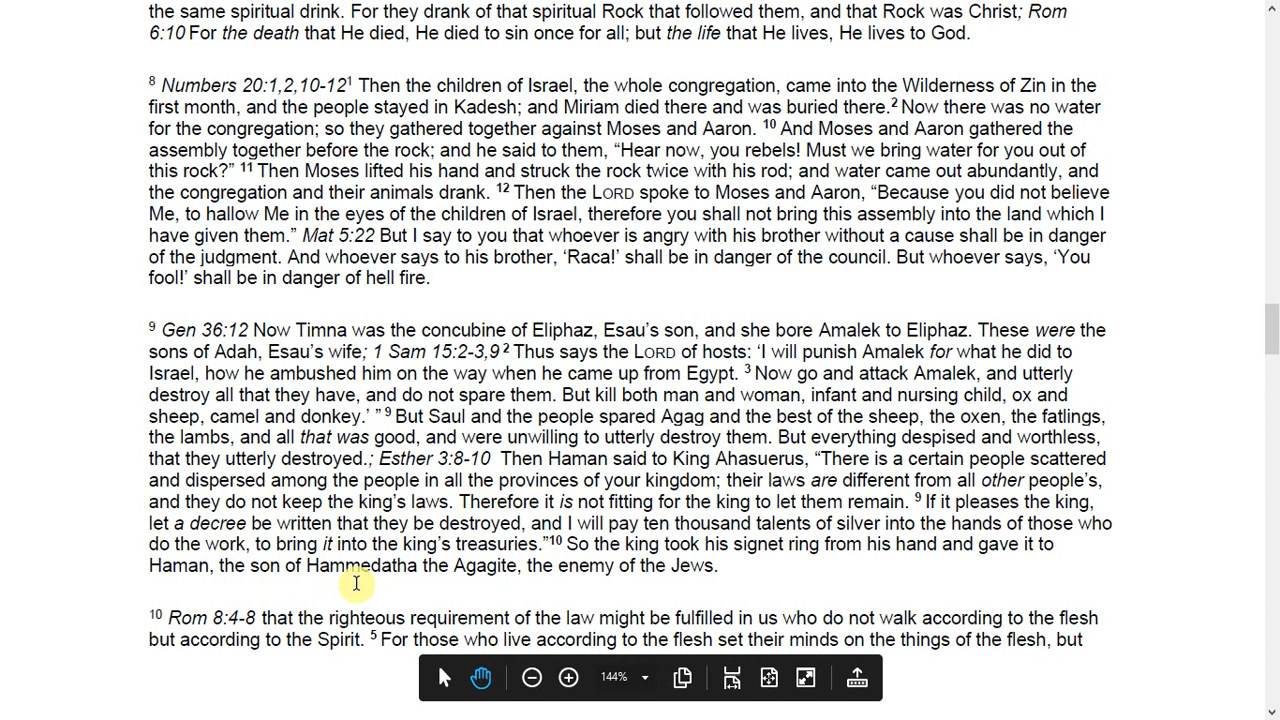 the same spiritual drink. For they drank of that spiritual Rock that followed them, and that Rock was Christ; Rom
6:10 For the death that He died, He died to sin once for all; but the life that He lives, He lives to God.
8 Numbers 20:1,2,10-12 1 Then the children of Israel, the whole congregation, came into the Wilderness of Zin in the
first month, and the people stayed in Kadesh; and Miriam died there and was buried there. 2 Now there was no water
for the congregation; so they gathered together against Moses and Aaron. 10 And Moses and Aaron gathered the
assembly together before the rock; and he said to them, “Hear now, you rebels! Must we bring water for you out of
this rock?” 11 Then Moses lifted his hand and struck the rock twice with his rod; and water came out abundantly, and
the congregation and their animals drank. 12 Then the LORD spoke to Moses and Aaron, “Because you did not believe
Me, to hallow Me in the eyes of the children of Israel, therefore you shall not bring this assembly into the land which I
have given them.” Mat 5:22 But I say to you that whoever is angry with his brother without a cause shall be in danger
of the judgment. And whoever says to his brother, ‘Raca!’ shall be in danger of the council. But whoever says, ‘You
fool!’ shall be in danger of hell fire.
9 Gen 36:12 Now Timna was the concubine of Eliphaz, Esau’s son, and she bore Amalek to Eliphaz. These were the
sons of Adah, Esau’s wife; 1 Sam 15:2-3,9 2 Thus says the LORD of hosts: ‘I will punish Amalek for what he did to
Israel, how he ambushed him on the way when he came up from Egypt. 3 Now go and attack Amalek, and utterly
destroy all that they have, and do not spare them. But kill both man and woman, infant and nursing child, ox and
sheep, camel and donkey.’ ” 9 But Saul and the people spared Agag and the best of the sheep, the oxen, the fatlings,
the lambs, and all that was good, and were unwilling to utterly destroy them. But everything despised and worthless,
that they utterly destroyed.; Esther 3:8-10 Then Haman said to King Ahasuerus, “There is a certain people scattered
and dispersed among the people in all the provinces of your kingdom; their laws are different from all other people’s,
and they do not keep the king’s laws. Therefore it is not fitting for the king to let them remain. 9 If it pleases the king,
let a decree be written that they be destroyed, and I will pay ten thousand talents of silver into the hands of those who
do the work, to bring it into the king’s treasuries.” 10 So the king took his signet ring from his hand and gave it to
Haman, the son of Hammedatha the Agagite, the enemy of the Jews.
10 Rom 8:4-8 that the righteous requirement of the law might be fulfilled in us who do not walk according to the flesh
but according to the Spirit. 5 For those who live according to the flesh set their minds on the things of the flesh, but
144%